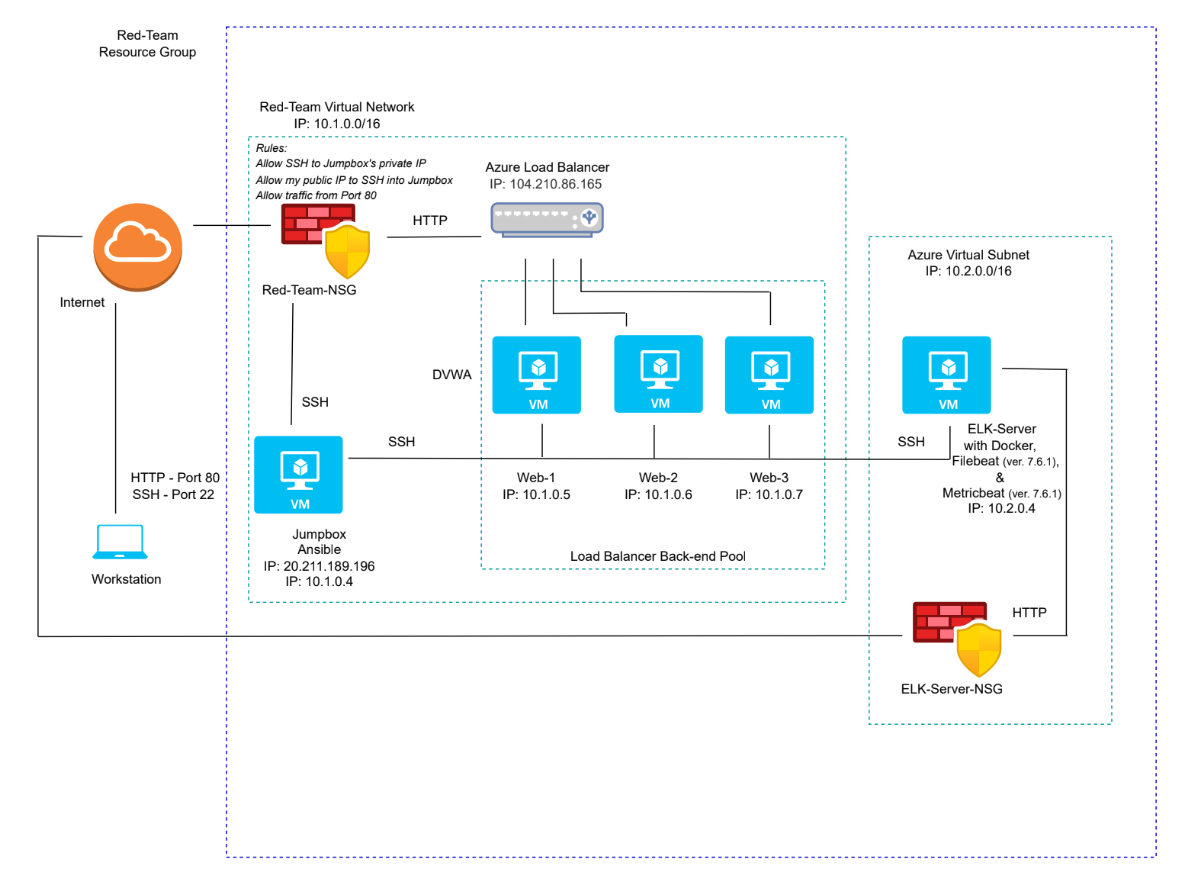 Red-Team
Resource Group
Red-Team Virtual Network
IP: 10.1.0.0/16
Rules:
Allow SSH to Jumpbox's private IP
Allow my public IP to SSH into Jumpbox
Allow traffic from Port 80
Azure Load Balancer
IP: 104.210.86.165
HTTP
Red-Team-NSG
Internet
Azure Virtual Subnet
IP: 10.2.0.0/16
DVWA
VM
VM
VM
VM
SSH
SSH
SSH
VM
Web-1
IP: 10.1.0.5
Web-2
IP: 10.1.0.6
Web-3
IP: 10.1.0.7
ELK-Server
with Docker,
Filebeat (ver. 7.6.1),
&
Metricbeat (ver. 7.6.1)
IP: 10.2.0.4
HTTP - Port 80
SSH - Port 22
Workstation
Jumpbox
Ansible
IP: 20.211.189.196
IP: 10.1.0.4
Load Balancer Back-end Pool
HTTP
ELK-Server-NSG